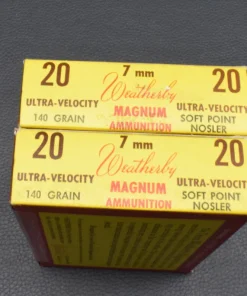 20 7 mm 20
Weatherby
ULTRA-VELOCITY MAGNUM ULTRA-VELOCITY
140 GRAIN AMMUNITION SOFT POINT
NOSLER
20 7 mm 20
Weatherby
ULTRA-VELOCITY MAGNUM ULTRA-VELOCITY
140 GRAIN AMMUNITION SOFT POINT
NOSLER